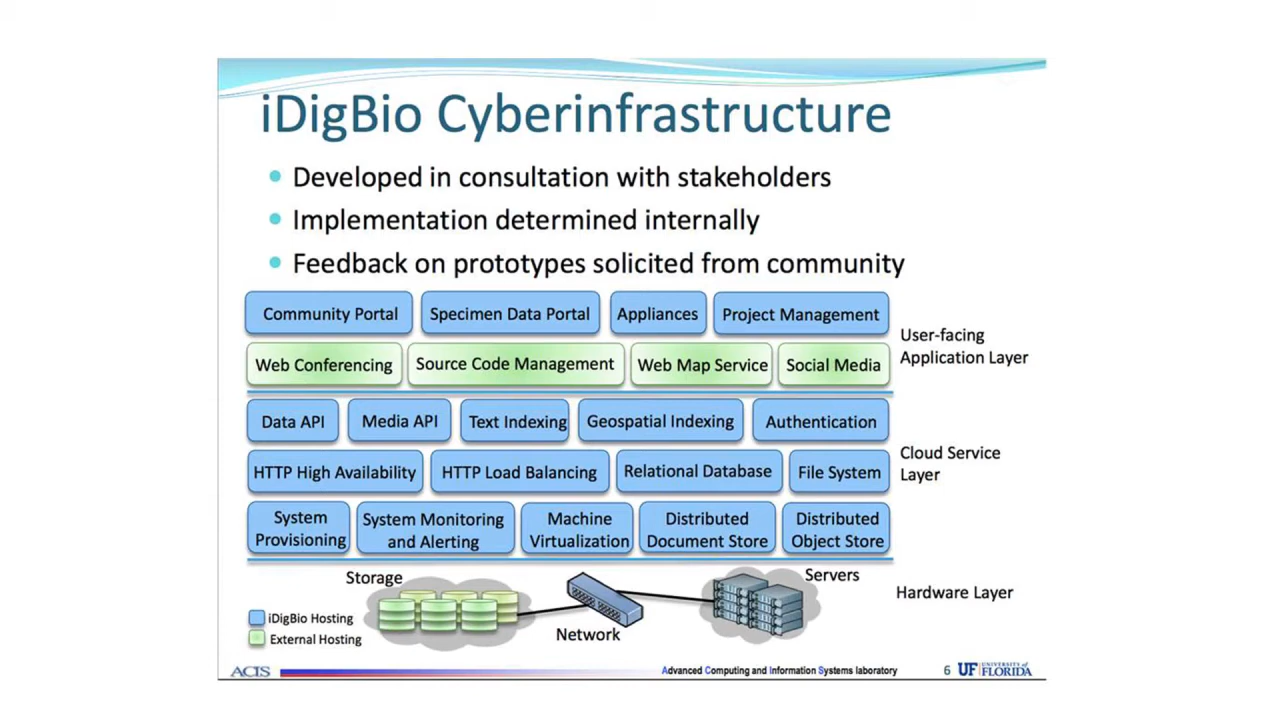 iDigBio Cyberinfrastructure
Developed in consultation with stakeholders
Implementation determined internally
Feedback on prototypes solicited from community
Community Portal
Specimen Data Portal
Appliances
Project Management
User-facing
Application Layer
Web Conferencing
Source Code Management
Web Map Service
Social Media
Data API
Media API
Text Indexing
Geospatial Indexing
Authentication
Cloud Service
Layer
HTTP High Availability
HTTP Load Balancing
Relational Database
File System
System
Provisioning
System Monitoring
and Alerting
Machine
Virtualization
Distributed
Document Store
Distributed
Object Store
Storage
Network
Servers
Hardware Layer
iDigBio Hosting
External Hosting
ACIS
Advanced Computing and Information Systems laboratory
6
UF
UNIVERSITY of
FLORIDA